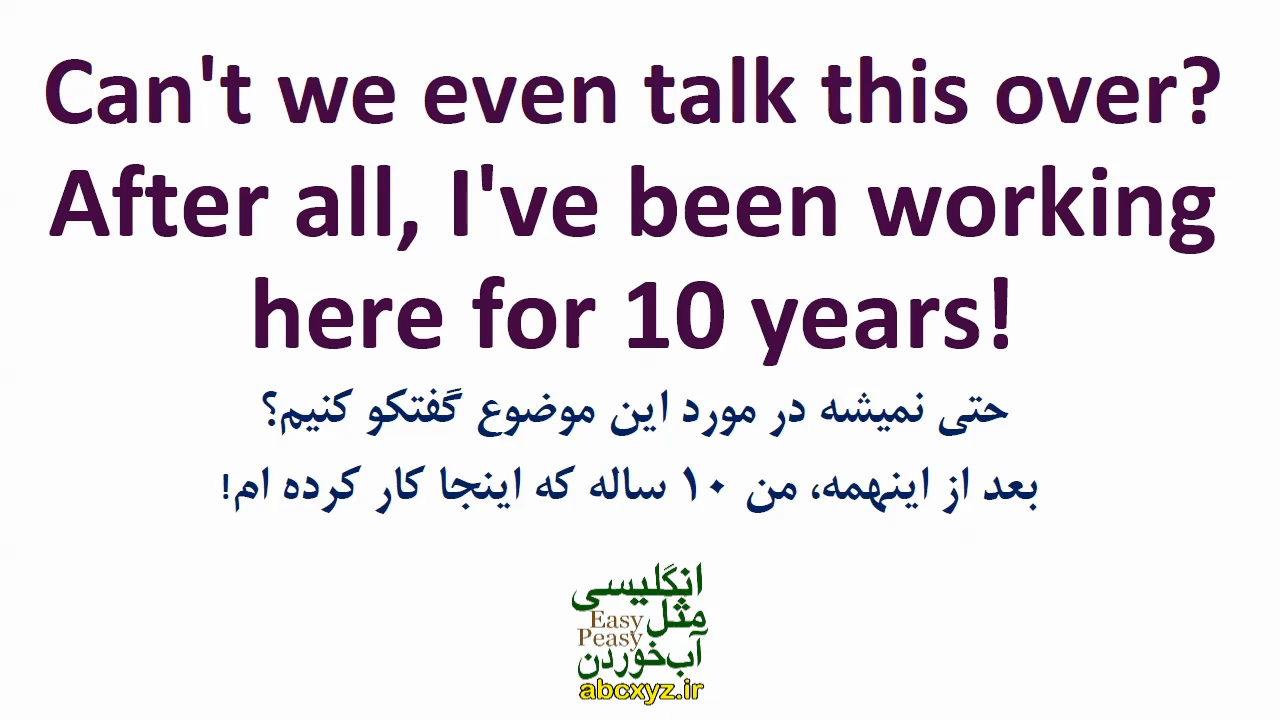 Can't we even talk this over?
After all, I've been working
here for 10 years!
حتی نمیشه در مورد این موضوع گفتکو کنیم؟
بعد از اینهمه، من ۱۰ ساله که اینجا کار کرده ام!
انگلیسی
مثل
Easy
Peasy
آب‌خوردن
abcxyz.ir